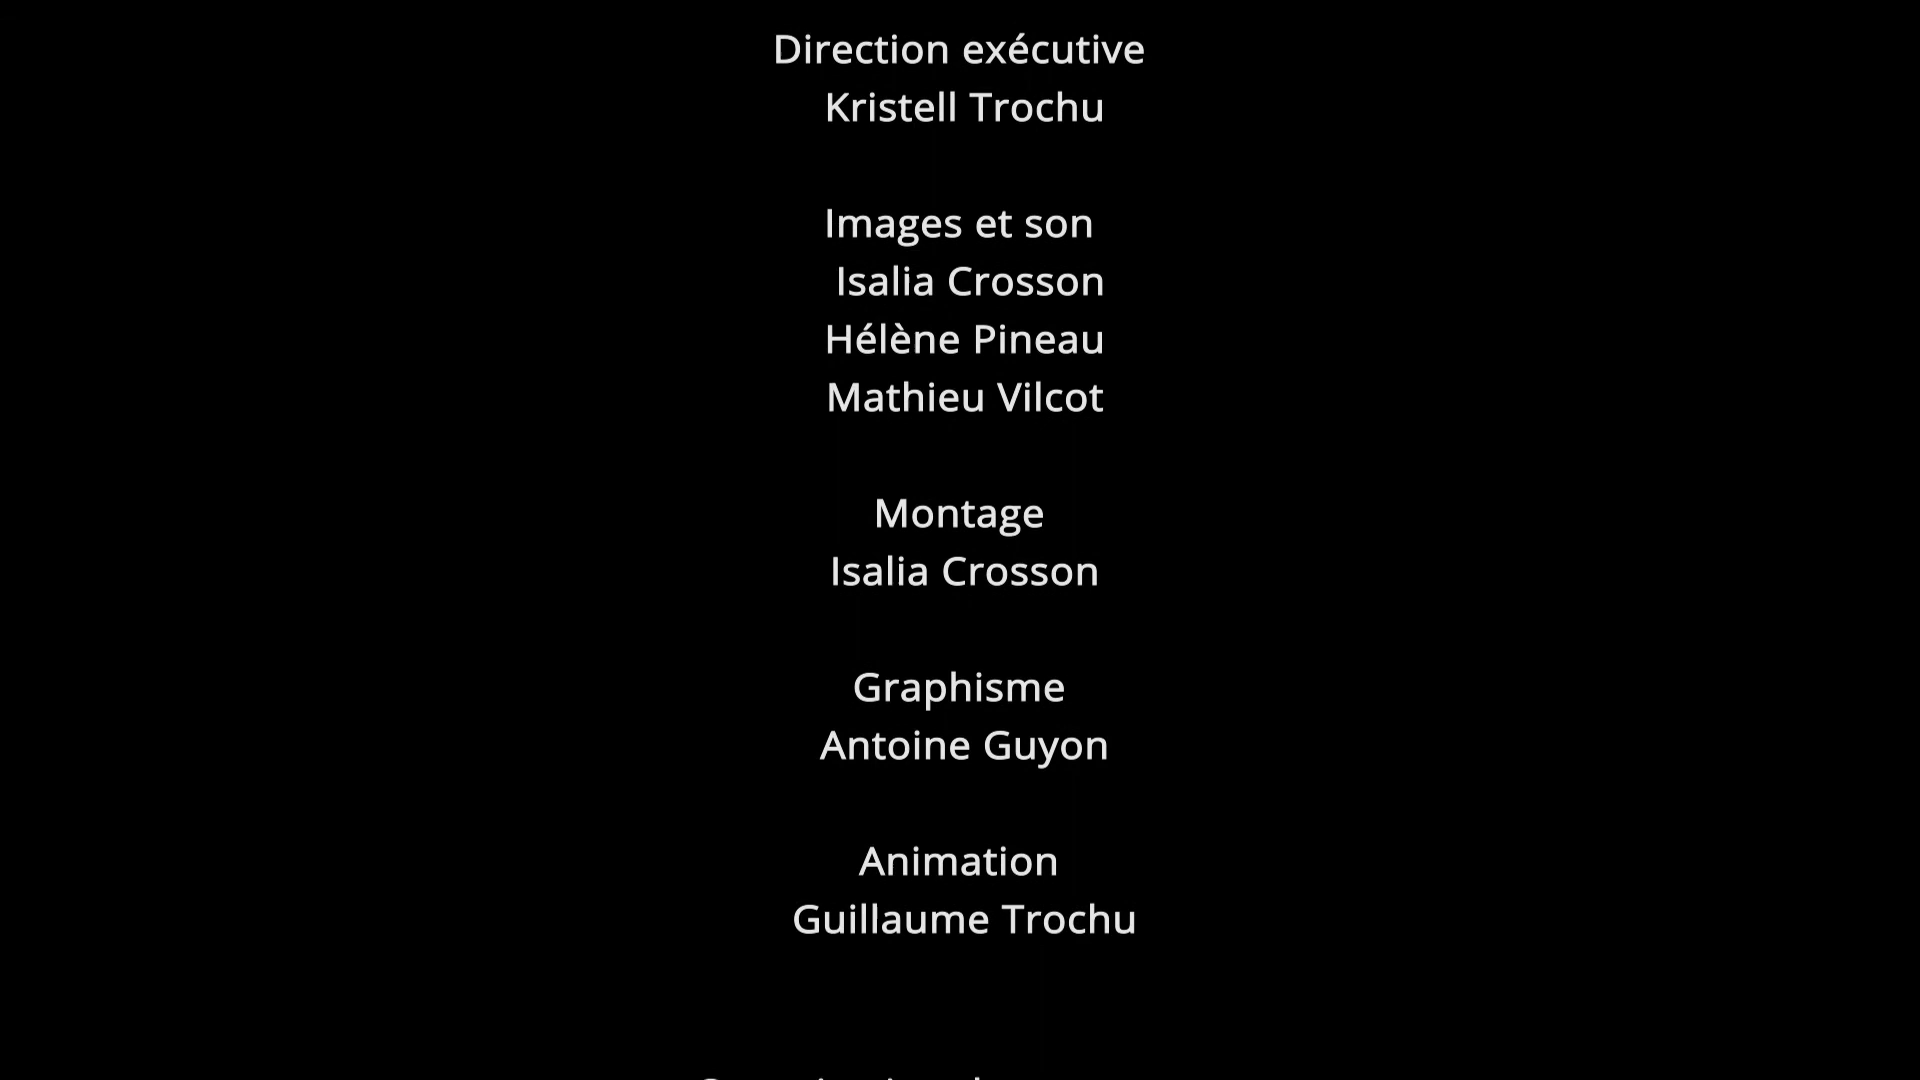 Direction exécutive
Kristell Trochu
Images et son
Isalia Crosson
Hélène Pineau
Mathieu Vilcot
Montage
Isalia Crosson
Graphisme
Antoine Guyon
Animation
Guillaume Trochu